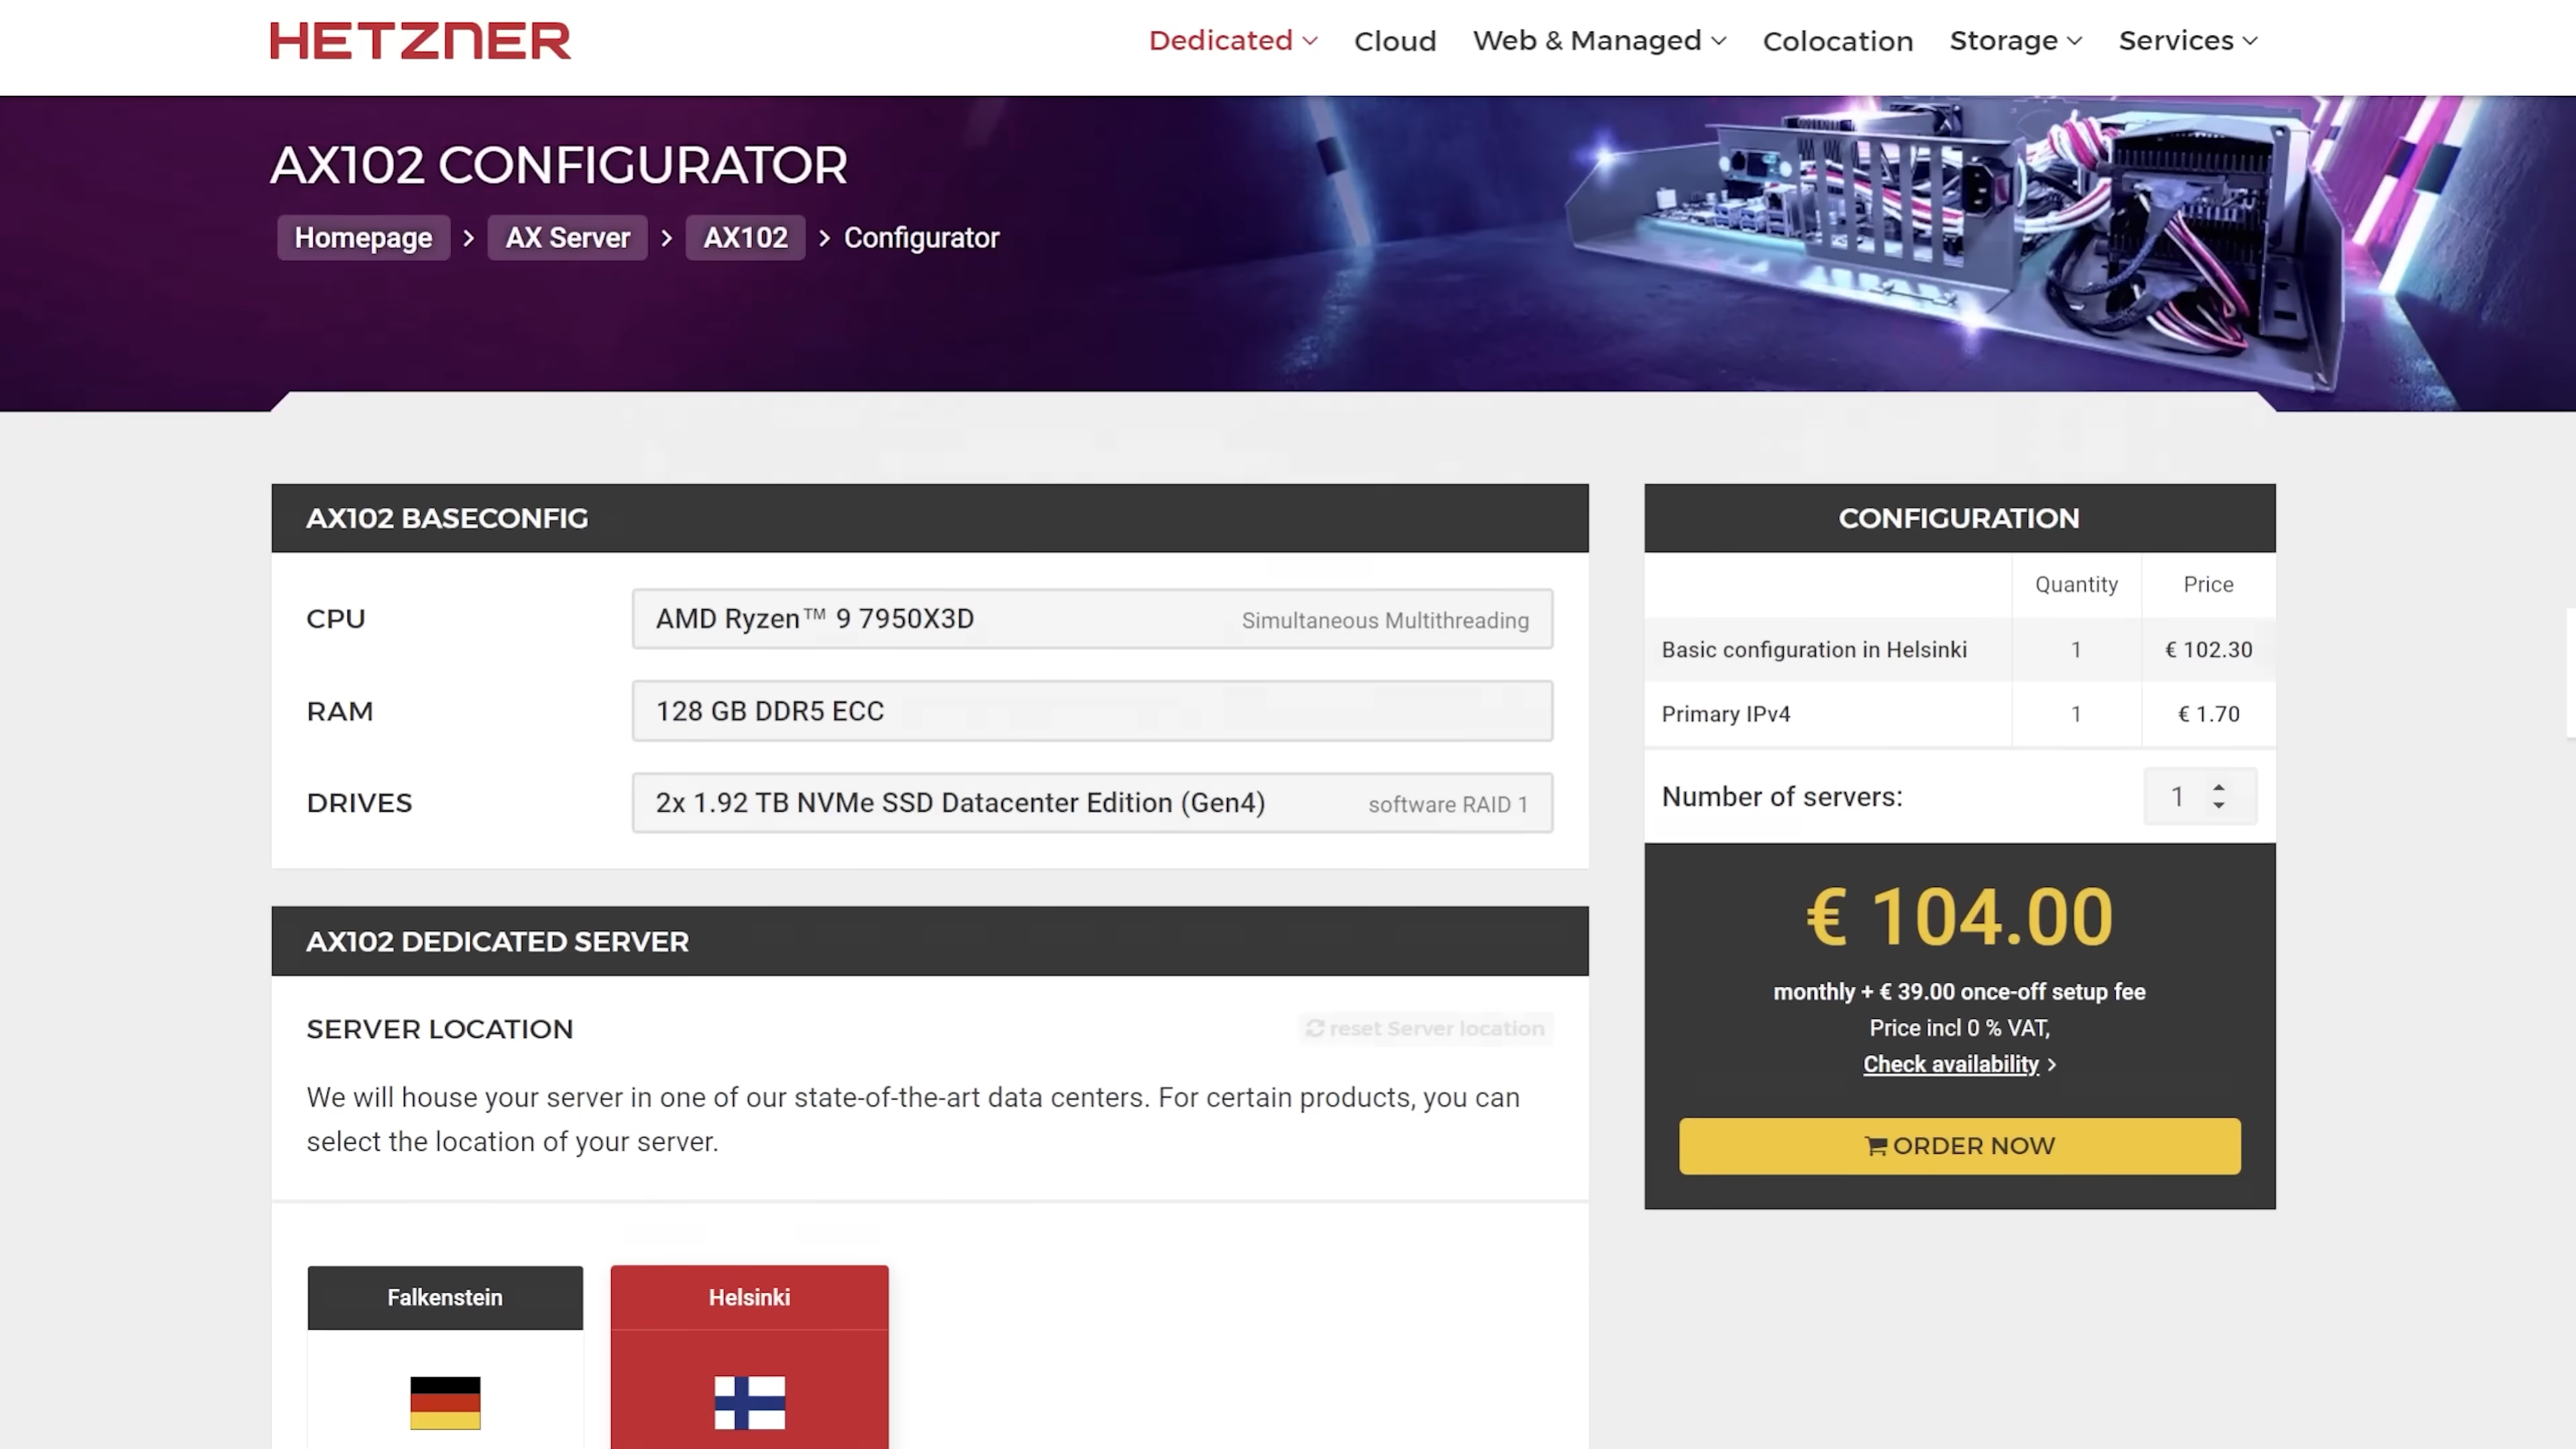 HETZNER
Dedicated
Cloud
Web & Managed
Colocation
Storage
Services
AX102 CONFIGURATOR
Homepage > AX Server > AX102 > Configurator
AX102 BASECONFIG
CPU
AMD Ryzen™ 9 7950X3D
Simultaneous Multithreading
RAM
128 GB DDR5 ECC
DRIVES
2x 1.92 TB NVMe SSD Datacenter Edition (Gen4)
software RAID 1
AX102 DEDICATED SERVER
SERVER LOCATION
reset Server location
We will house your server in one of our state-of-the-art data centers. For certain products, you can
select the location of your server.
Falkenstein
Helsinki
CONFIGURATION
Quantity Price
Basic configuration in Helsinki 1 € 102.30
Primary IPv4 1 € 1.70
Number of servers: 1
€ 104.00
monthly + € 39.00 once-off setup fee
Price incl 0 % VAT,
Check availability >
ORDER NOW